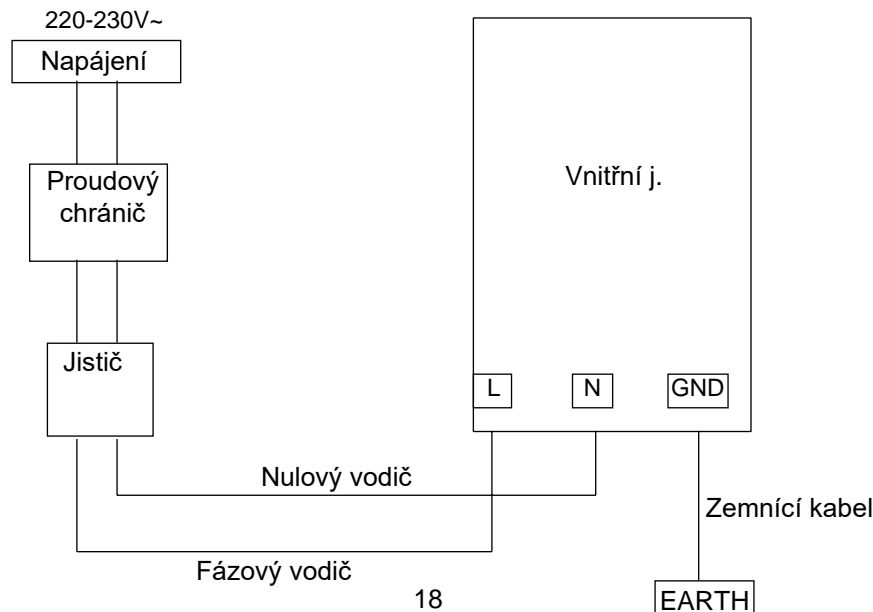 220-230V~
Napájení
Proudový
chránič
Jistič
Vnitřní j.
L
N
GND
Nulový vodič
Zemnící kabel
Fázový vodič
18
EARTH